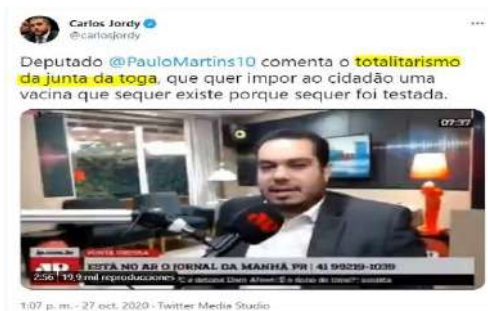 Carlos Jordy
@carlosjordy
Deputado @PauloMartins10 comenta o totalitarismo
da junta da toga, que quer impor ao cidadão uma
vacina que sequer existe porque sequer foi testada.
07:37
PONTA GROSSA
ESTÁ NO AR O JORNAL DA MANHÃ PR | 41 99219-1039
2:56 19,9 mil reproducciones
1:07 p. m. · 27 oct. 2020 · Twitter Media Studio